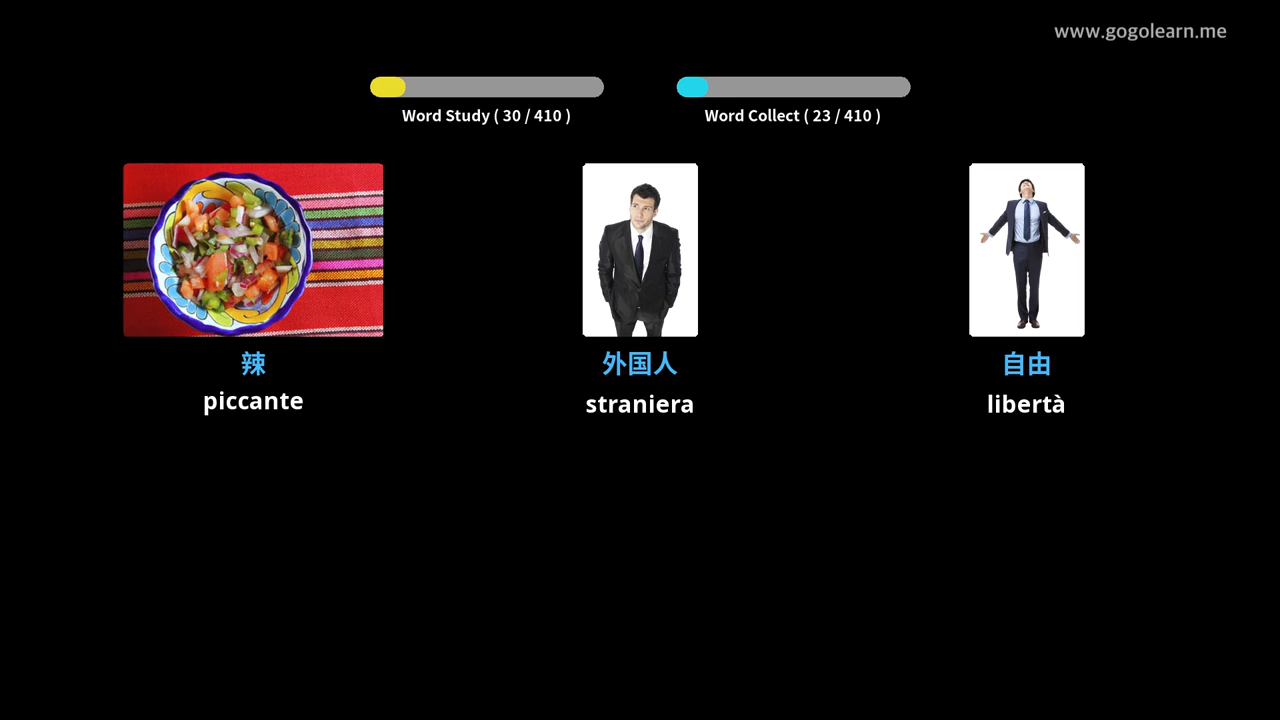 www.gogolearn.me
Word Study ( 30 / 410 )
Word Collect ( 23 / 410 )
辣
piccante
外国人
straniera
自由
libertà